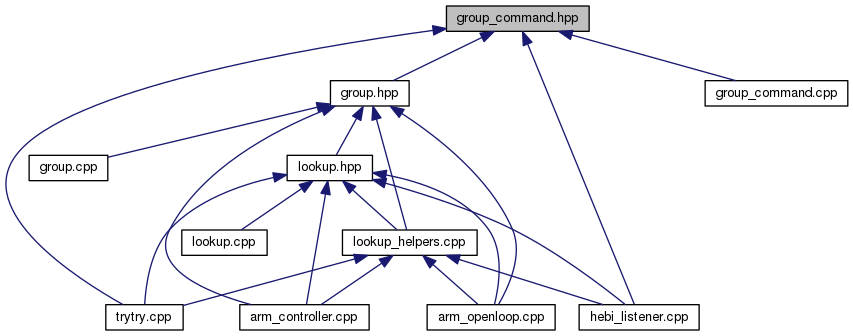 group_command.hpp
group.hpp
group_command.cpp
group.cpp
lookup.hpp
lookup.cpp
lookup_helpers.cpp
trytry.cpp
arm_controller.cpp
arm_openloop.cpp
hebi_listener.cpp